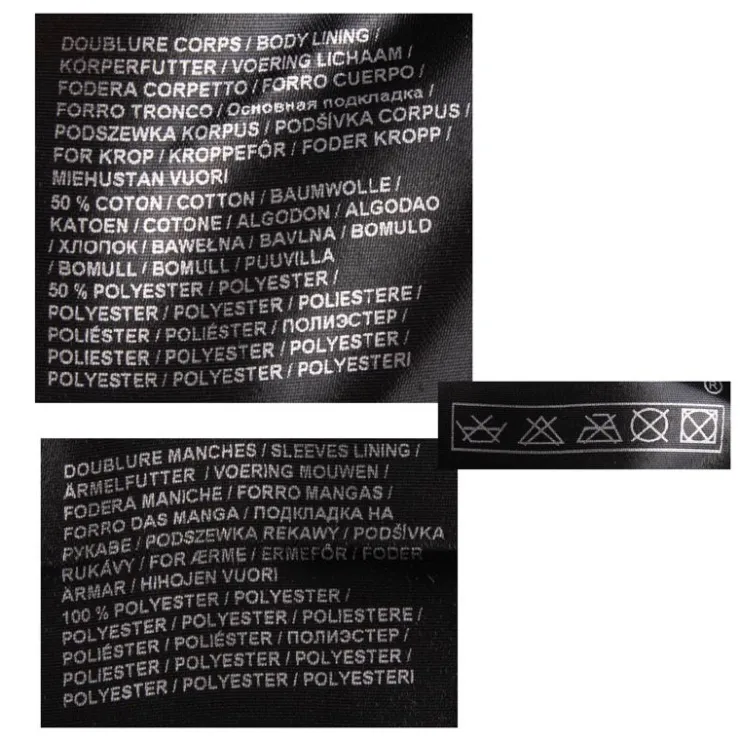 DOUBLURE CORPS / BODY LINING /
KÖRPERFUTTER / VOERING LICHAAM /
FODERA CORPETTO / FORRO CUERPO /
FORRO TRONCO / Основная подкладка /
PODSZEWKA KORPUS / PODŠÍVKA CORPUS /
FOR KROP / KROPPEFÔR / FODER KROPP /
MIEHUSTAN VUORI
50 % COTON / COTTON / BAUMWOLLE /
KATOEN / COTONE / ALGODON / ALGODAO
/ ХЛОПОК / BAWEŁNA / BAVLNA / BOMULD
/ BOMULL / BOMULL / PUUVILLA
50 % POLYESTER / POLYESTER /
POLYESTER / POLYESTER / POLIESTERE /
POLIÉSTER / POLIÉSTER / ПОЛИЭСТЕР /
POLIESTER / POLYESTER / POLYESTER /
POLYESTER / POLYESTER / POLYESTERI
®
DOUBLURE MANCHES / SLEEVES LINING /
ÄRMELFUTTER / VOERING MOUWEN /
FODERA MANICHE / FORRO MANGAS /
FORRO DAS MANGA / ПОДКЛАДКА НА
РУКАВЕ / PODSZEWKA REKAWY / PODŠÍVKA
RUKÁVY / FOR ÆRME / ERMEFÔR / FODER
ÄRMAR / HIHOJEN VUORI
100 % POLYESTER / POLYESTER /
POLYESTER / POLYESTER / POLIESTERE /
POLIÉSTER / POLIÉSTER / ПОЛИЭСТЕР /
POLIESTER / POLYESTER / POLYESTER /
POLYESTER / POLYESTER / POLYESTERI